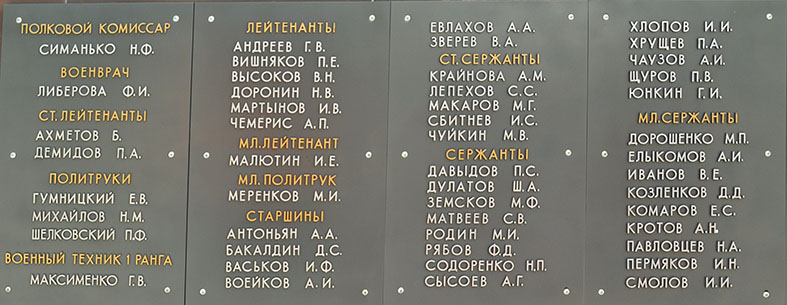 ПОЛКОВОЙ КОМИССАР
СИМАНЬКО Н.Ф.
ВОЕНВРАЧ
ЛИБЕРОВА Ф.И.
СТ. ЛЕЙТЕНАНТЫ
АХМЕТОВ Б.
ДЕМИДОВ П.А.
ПОЛИТРУКИ
ГУМНИЦКИЙ Е.В.
МИХАЙЛОВ Н.М.
ШЕЛКОВСКИЙ П.Ф.
ВОЕННЫЙ ТЕХНИК 1 РАНГА
МАКСИМЕНКО Г.В.
ЛЕЙТЕНАНТЫ
АНДРЕЕВ Г.В.
ВИШНЯКОВ П.Е.
ВЫСОКОВ В.Н.
ДОРОНИН Н.В.
МАРТЫНОВ И.В.
ЧЕМЕРИС А.П.
МЛ. ЛЕЙТЕНАНТ
МАЛЮТИН И.Е.
МЛ. ПОЛИТРУК
МЕРЕНКОВ М.И.
СТАРШИНЫ
АНТОНЬЯН А.А.
БАКАЛДИН Д.С.
ВАСЬКОВ И.Ф.
ВОЕЙКОВ А.И.
ЕВЛАХОВ А.А.
ЗВЕРЕВ В.А.
СТ. СЕРЖАНТЫ
КРАЙНОВА А.М.
ЛЕПЕХОВ С.С.
МАКАРОВ М.Г.
СБИТНЕВ И.С.
ЧУЙКИН М.В.
СЕРЖАНТЫ
ДАВЫДОВ П.С.
ДУЛАТОВ Ш.А.
ЗЕМСКОВ М.Ф.
МАТВЕЕВ С.В.
РОДИН М.И.
РЯБОВ Ф.Д.
СОДОРЕНКО Н.П.
СЫСОЕВ А.Г.
ХЛОПОВ И.И.
ХРУЩЕВ П.А.
ЧАУЗОВ А.И.
ЩУРОВ П.В.
ЮНКИН Г.И.
МЛ. СЕРЖАНТЫ
ДОРОШЕНКО М.П.
ЕЛЫКОМОВ А.И.
ИВАНОВ В.Е.
КОЗЛЕНКОВ Д.Д.
КОМАРОВ Е.С.
КРОТОВ А.Н.
ПАВЛОВЦЕВ Н.А.
ПЕРМЯКОВ И.Н.
СМОЛОВ И.И.